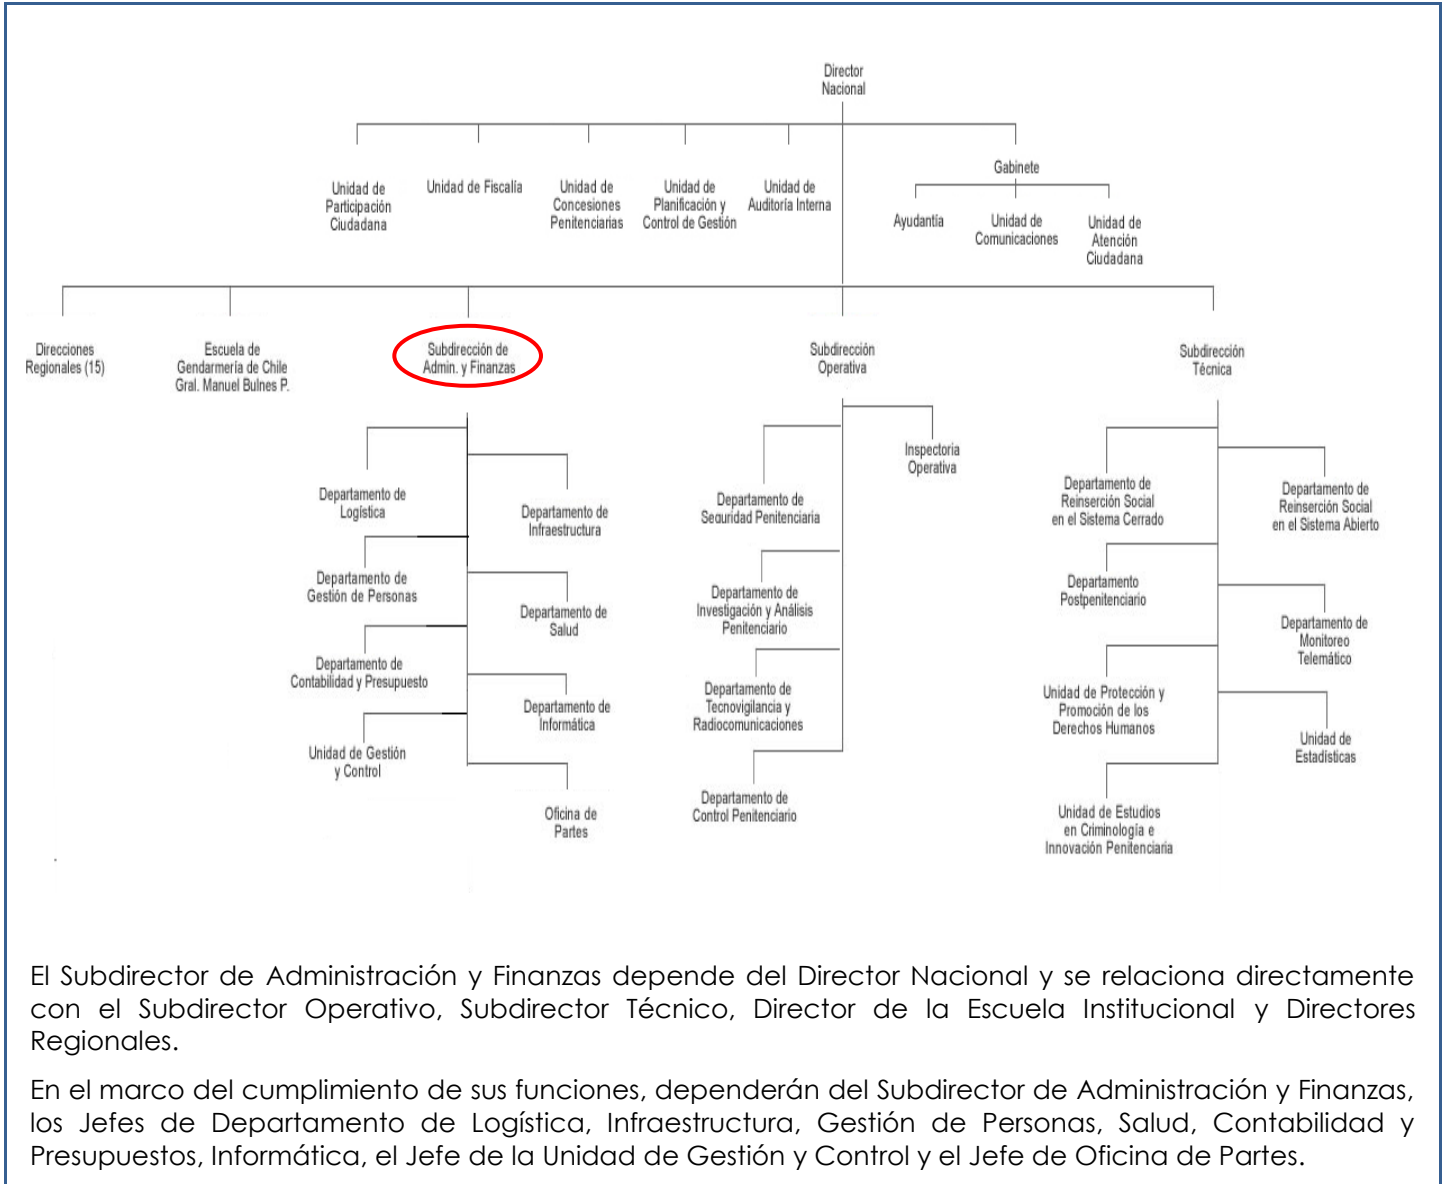 Director
Nacional
Unidad de
Participación
Ciudadana
Unidad de Fiscalía
Unidad de
Concesiones
Penitenciarias
Unidad de
Planificación y
Control de Gestión
Unidad de
Auditoría Interna
Gabinete
Ayudantía
Unidad de
Comunicaciones
Unidad de
Atención
Ciudadana
Direcciones
Regionales (15)
Escuela de
Gendarmería de Chile
Gral. Manuel Bulnes P.
Subdirección de
Admin. y Finanzas
Subdirección
Operativa
Subdirección
Técnica
Departamento de
Logística
Departamento de
Infraestructura
Departamento de
Gestión de Personas
Departamento de
Salud
Departamento de
Contabilidad y Presupuesto
Departamento de
Informática
Unidad de Gestión
y Control
Oficina de
Partes
Inspectoria
Operativa
Departamento de
Seguridad Penitenciaria
Departamento de
Investigación y Análisis
Penitenciario
Departamento de
Tecnovigilancia y
Radiocomunicaciones
Departamento de
Control Penitenciario
Departamento de
Reinserción Social
en el Sistema Cerrado
Departamento de
Reinserción Social
en el Sistema Abierto
Departamento
Postpenitenciario
Departamento de
Monitoreo
Telemático
Unidad de Protección y
Promoción de los
Derechos Humanos
Unidad de
Estadísticas
Unidad de Estudios
en Criminología e
Innovación Penitenciaria
El Subdirector de Administración y Finanzas depende del Director Nacional y se relaciona directamente
con el Subdirector Operativo, Subdirector Técnico, Director de la Escuela Institucional y Directores
Regionales.
En el marco del cumplimiento de sus funciones, dependerán del Subdirector de Administración y Finanzas,
los Jefes de Departamento de Logística, Infraestructura, Gestión de Personas, Salud, Contabilidad y
Presupuestos, Informática, el Jefe de la Unidad de Gestión y Control y el Jefe de Oficina de Partes.